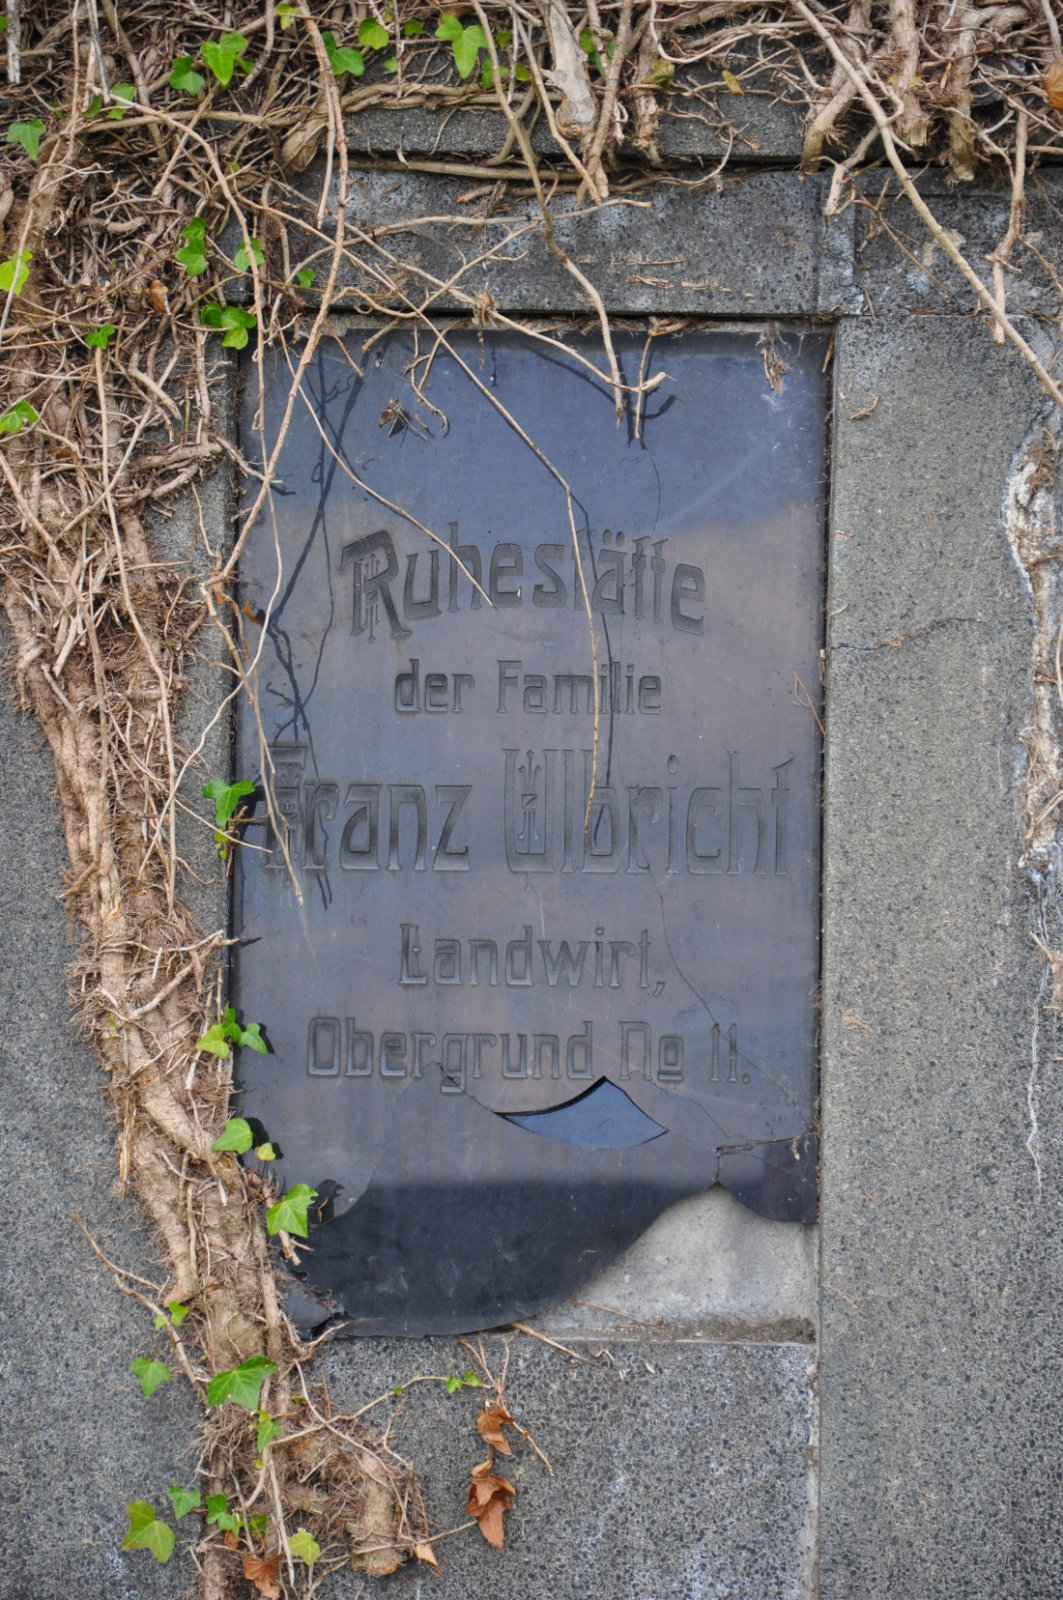 Ruhestätte
der Familie
Franz Ulbricht
Landwirt,
Obergrund No 11.